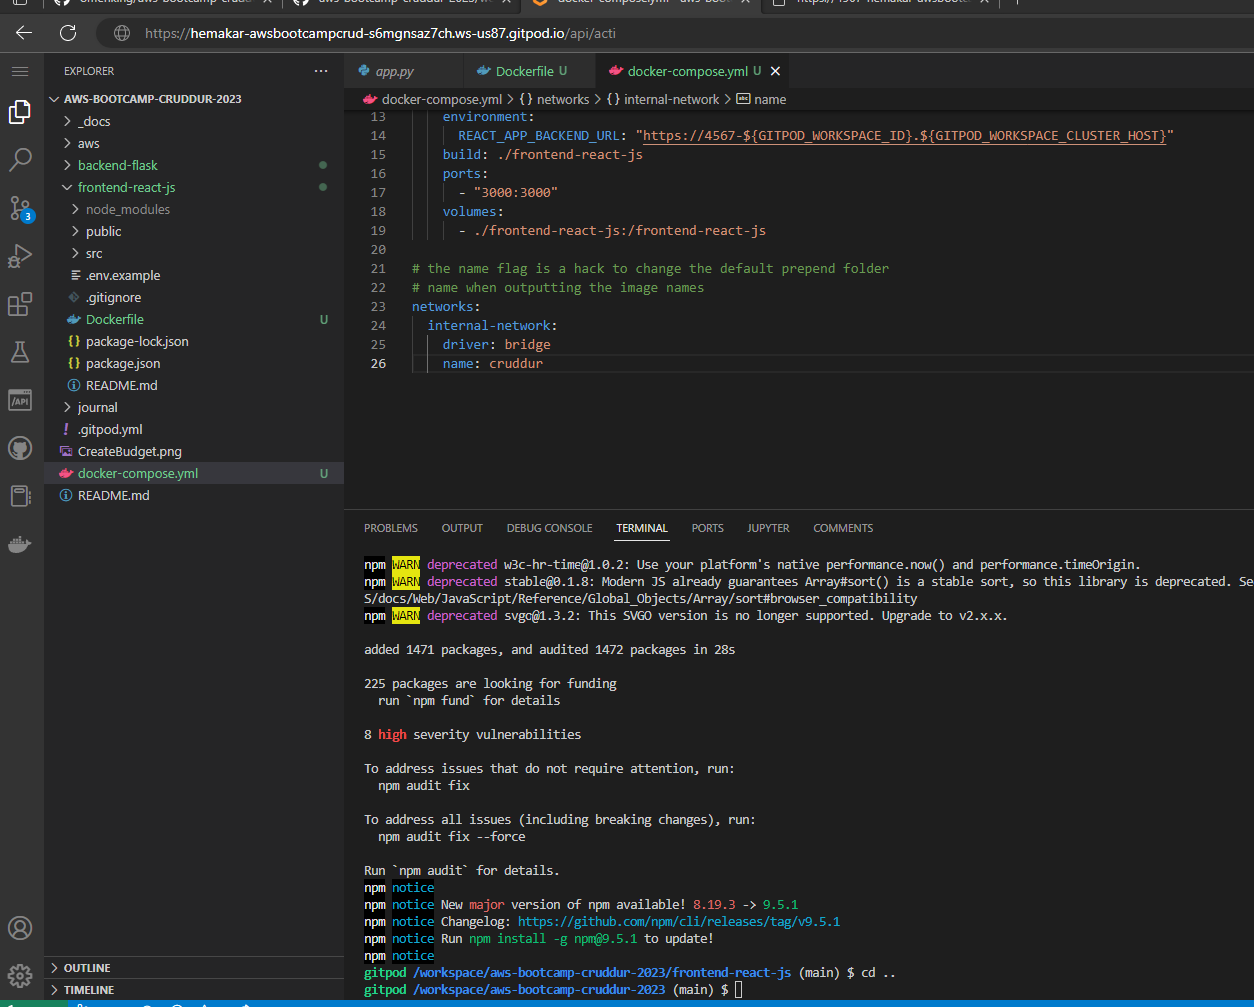 aws-bootcamp-cruddur-2023/w
docker-compose.yml - aws-boo
https://hemakar-awsbootcampcrud-s6mgnsaz7ch.ws-us87.gitpod.io/api/acti
EXPLORER
AWS-BOOTCAMP-CRUDDUR-2023
_docs
aws
backend-flask
frontend-react-js
node_modules
public
src
.env.example
.gitignore
Dockerfile U
package-lock.json
package.json
README.md
journal
.gitpod.yml
CreateBudget.png
docker-compose.yml U
README.md
OUTLINE
TIMELINE
3
app.py Dockerfile U docker-compose.yml U
docker-compose.yml > {} networks > {} internal-network > abc name
13 environment:
14 REACT_APP_BACKEND_URL: "https://4567-${GITPOD_WORKSPACE_ID}.${GITPOD_WORKSPACE_CLUSTER_HOST}"
15 build: ./frontend-react-js
16 ports:
17 - "3000:3000"
18 volumes:
19 - ./frontend-react-js:/frontend-react-js
20
21 # the name flag is a hack to change the default prepend folder
22 # name when outputting the image names
23 networks:
24 internal-network:
25 driver: bridge
26 name: cruddur
PROBLEMS OUTPUT DEBUG CONSOLE TERMINAL PORTS JUPYTER COMMENTS
npm WARN deprecated w3c-hr-time@1.0.2: Use your platform's native performance.now() and performance.timeOrigin.
npm WARN deprecated stable@0.1.8: Modern JS already guarantees Array#sort() is a stable sort, so this library is deprecated. Se
S/docs/Web/JavaScript/Reference/Global_Objects/Array/sort#browser_compatibility
npm WARN deprecated svgo@1.3.2: This SVGO version is no longer supported. Upgrade to v2.x.x.
added 1471 packages, and audited 1472 packages in 28s
225 packages are looking for funding
run `npm fund` for details
8 high severity vulnerabilities
To address issues that do not require attention, run:
npm audit fix
To address all issues (including breaking changes), run:
npm audit fix --force
Run `npm audit` for details.
npm notice
npm notice New major version of npm available! 8.19.3 -> 9.5.1
npm notice Changelog: https://github.com/npm/cli/releases/tag/v9.5.1
npm notice Run npm install -g npm@9.5.1 to update!
npm notice
gitpod /workspace/aws-bootcamp-cruddur-2023/frontend-react-js (main) $ cd ..
gitpod /workspace/aws-bootcamp-cruddur-2023 (main) $